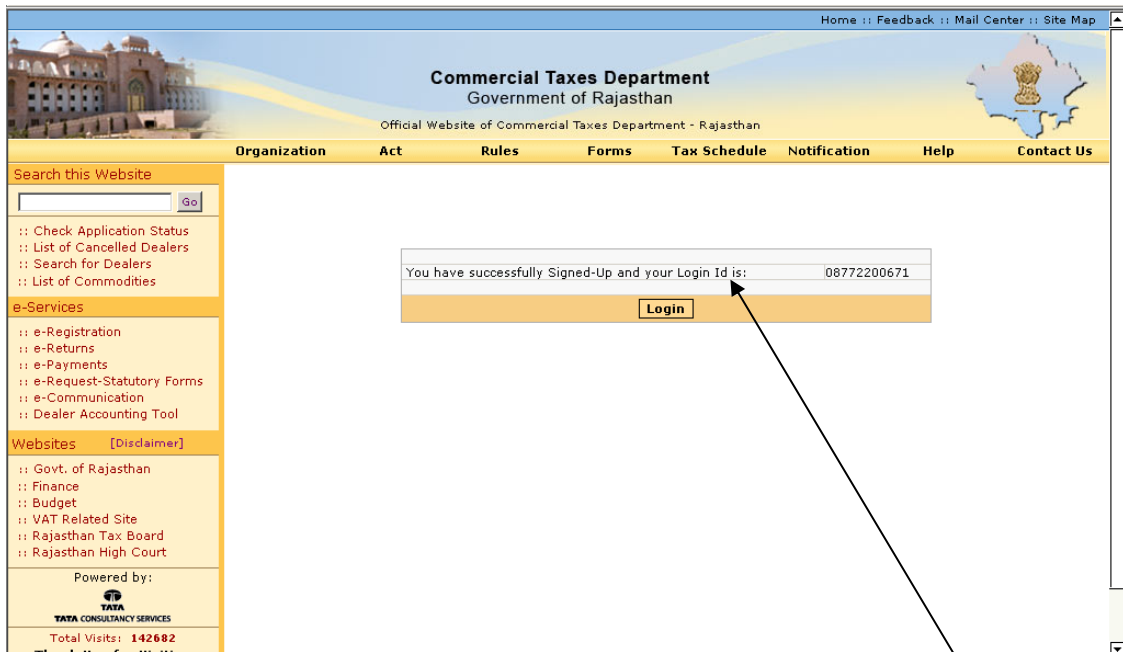 Home :: Feedback :: Mail Center :: Site Map
Commercial Taxes Department
Government of Rajasthan
Official Website of Commercial Taxes Department - Rajasthan
Organization Act Rules Forms Tax Schedule Notification Help Contact Us
Search this Website
Go
:: Check Application Status
:: List of Cancelled Dealers
:: Search for Dealers
:: List of Commodities
e-Services
:: e-Registration
:: e-Returns
:: e-Payments
:: e-Request-Statutory Forms
:: e-Communication
:: Dealer Accounting Tool
Websites [Disclaimer]
:: Govt. of Rajasthan
:: Finance
:: Budget
:: VAT Related Site
:: Rajasthan Tax Board
:: Rajasthan High Court
Powered by:
TATA
TATA CONSULTANCY SERVICES
Total Visits: 142682
You have successfully Signed-Up and your Login Id is: 08772200671
Login